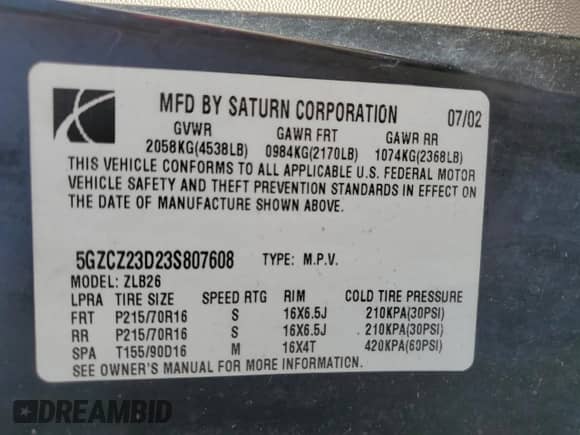 MFD BY SATURN CORPORATION 07/02
GVWR GAWR FRT GAWR RR
2058KG(4538LB) 0984KG(2170LB) 1074KG(2368LB)
THIS VEHICLE CONFORMS TO ALL APPLICABLE U.S. FEDERAL MOTOR
VEHICLE SAFETY AND THEFT PREVENTION STANDARDS IN EFFECT ON
THE DATE OF MANUFACTURE SHOWN ABOVE.
5GZCZ23D23S807608 TYPE: M.P.V.
MODEL: ZLB26
LPRA TIRE SIZE SPEED RTG RIM COLD TIRE PRESSURE
FRT P215/70R16 S 16X6.5J 210KPA(30PSI)
RR P215/70R16 S 16X6.5J 210KPA(30PSI)
SPA T155/90D16 M 16X4T 420KPA(60PSI)
SEE OWNER'S MANUAL FOR MORE INFORMATION.
DREAMBID